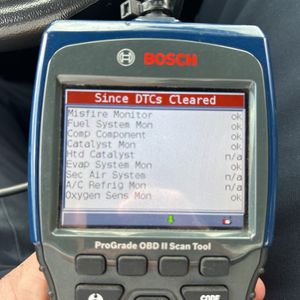 BOSCH
Since DTCs Cleared
Misfire Monitor ok
Fuel System Mon ok
Comp Component ok
Catalyst Mon ok
Htd Catalyst n/a
Evap System Mon ok
Sec Air System n/a
A/C Refrig Mon n/a
Oxygen Sens Mon ok
ProGrade OBD II Scan Tool
CODE